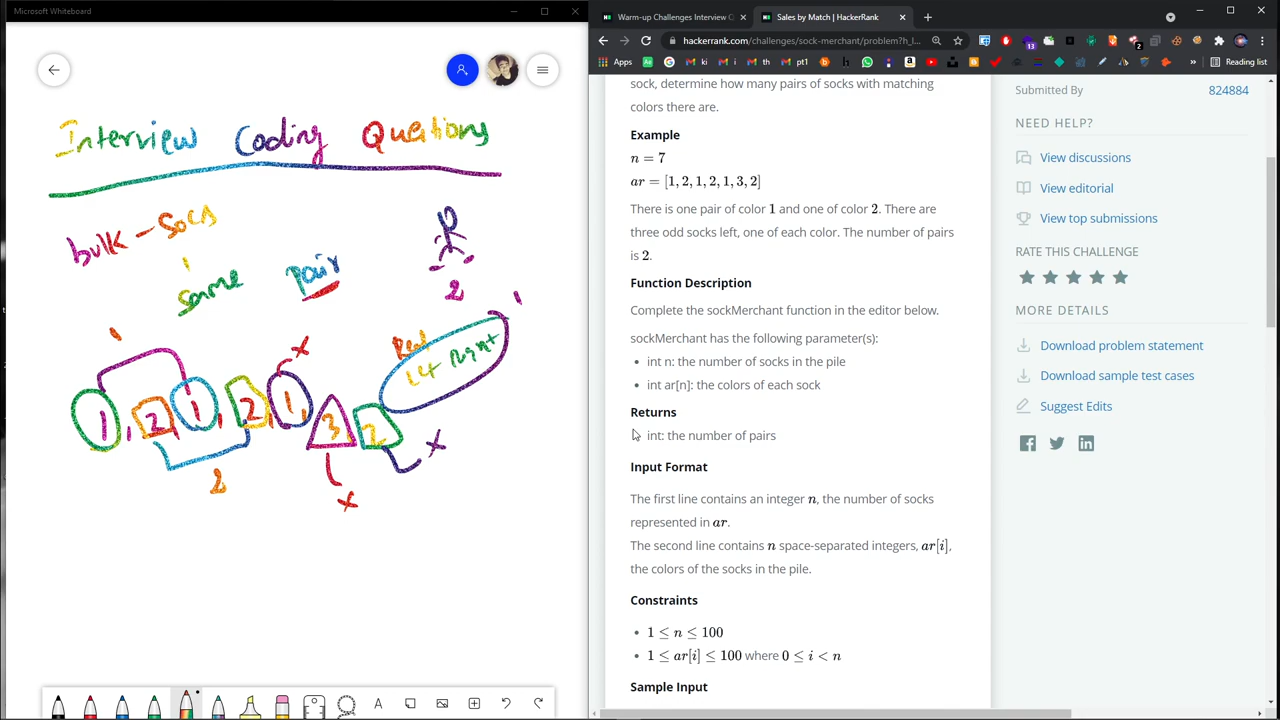 Microsoft Whiteboard
Interview Coding Questions
bulk - Socs
same
pair
2
1
Left Right
1, 2, 1, 2, 1, 3, 2
x
x
x
2
Warm-up Challenges Interview Q
Sales by Match | HackerRank
hackerrank.com/challenges/sock-merchant/problem?h_l...
Apps
ki
i
th
pt1
Reading list
sock, determine how many pairs of socks with matching
colors there are.
Example
n = 7
ar = [1, 2, 1, 2, 1, 3, 2]
There is one pair of color 1 and one of color 2. There are
three odd socks left, one of each color. The number of pairs
is 2.
Function Description
Complete the sockMerchant function in the editor below.
sockMerchant has the following parameter(s):
int n: the number of socks in the pile
int ar[n]: the colors of each sock
Returns
int: the number of pairs
Input Format
The first line contains an integer n, the number of socks
represented in ar.
The second line contains n space-separated integers, ar[i],
the colors of the socks in the pile.
Constraints
1 ≤ n ≤ 100
1 ≤ ar[i] ≤ 100 where 0 ≤ i < n
Sample Input
Submitted By 824884
NEED HELP?
View discussions
View editorial
View top submissions
RATE THIS CHALLENGE
MORE DETAILS
Download problem statement
Download sample test cases
Suggest Edits